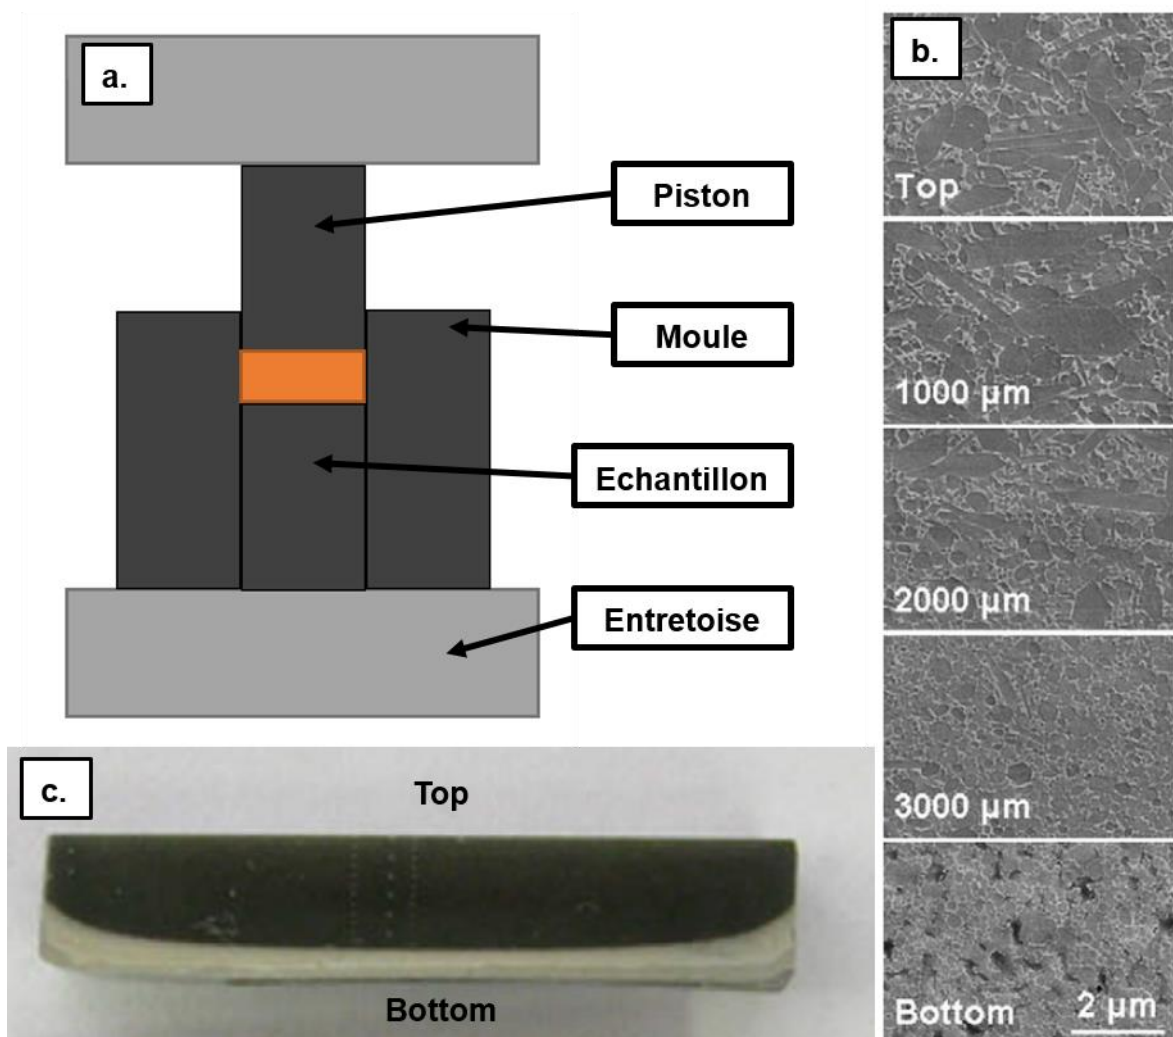 a.
Piston
Moule
Echantillon
Entretoise
b.
Top
1000 µm
2000 µm
3000 µm
Bottom
2 µm
c.
Top
Bottom